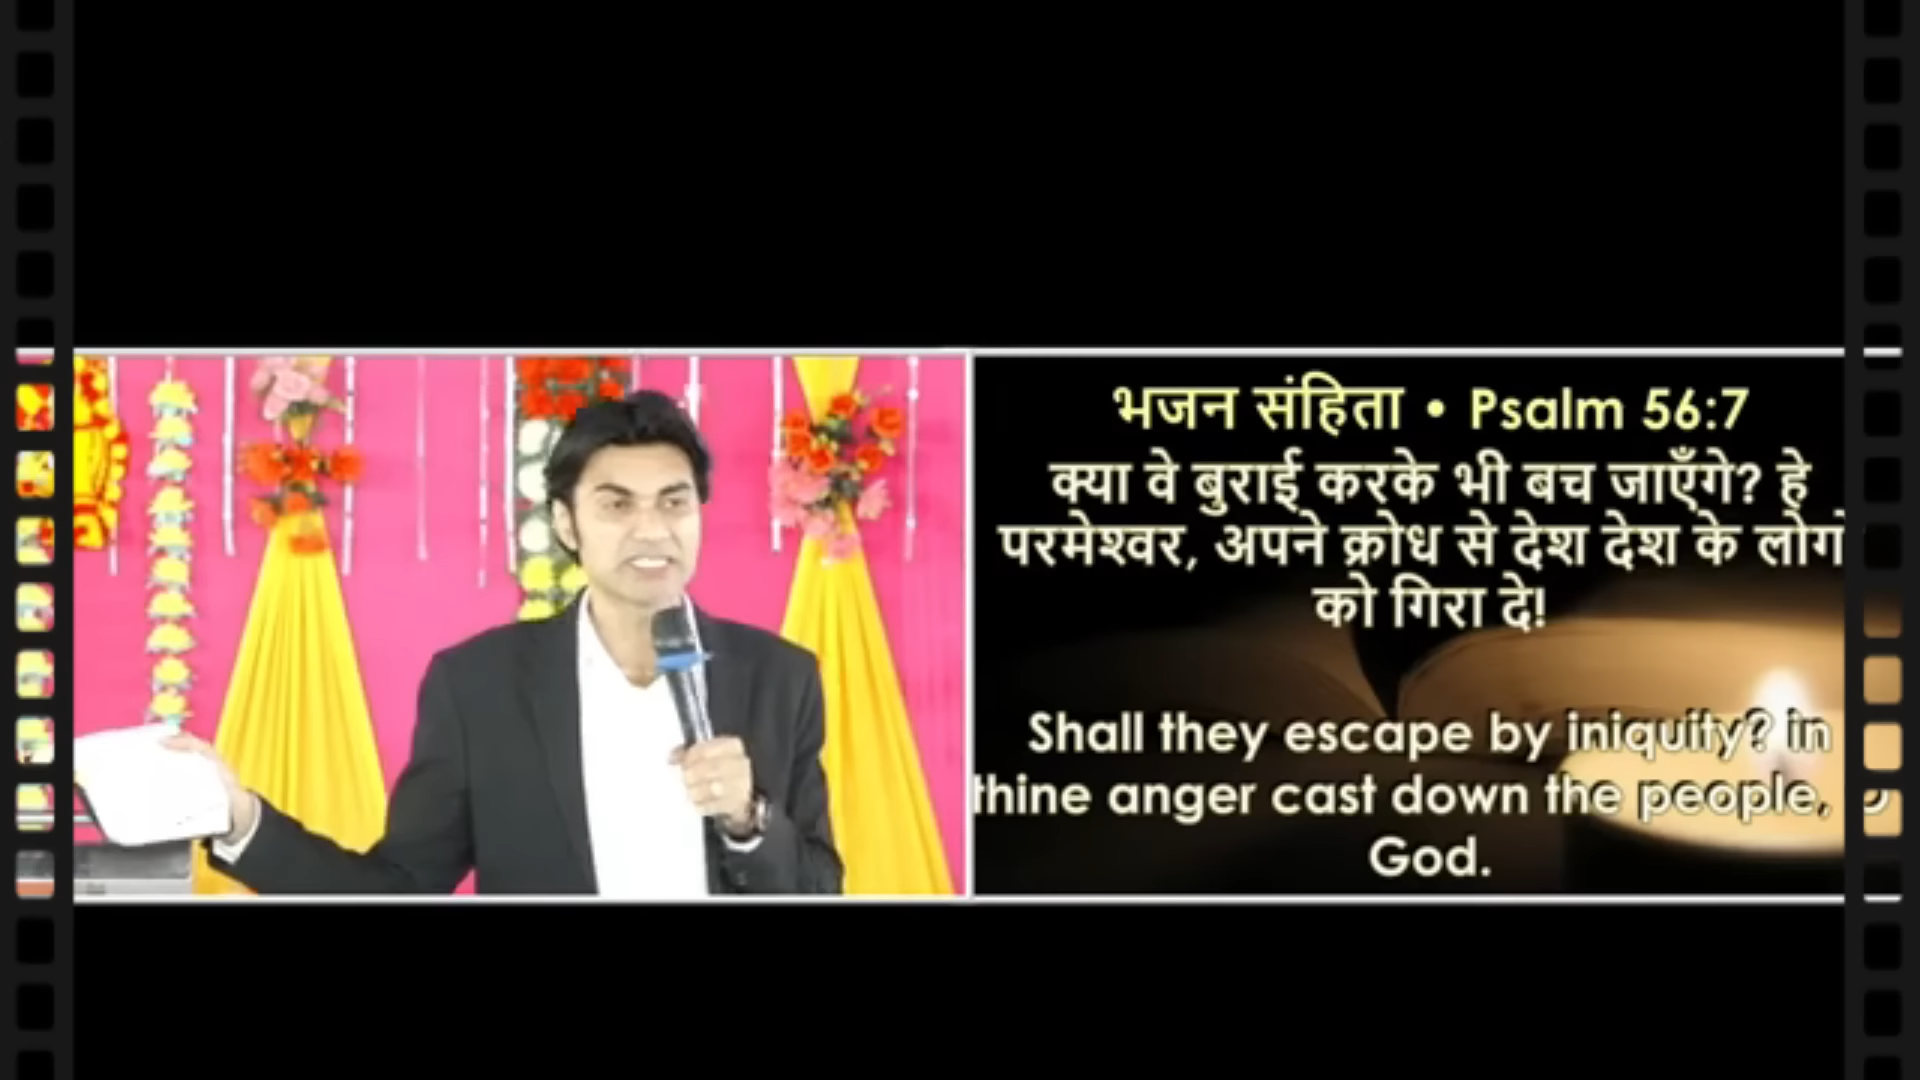 भजन संहिता • Psalm 56:7
क्या वे बुराई करके भी बच जाएँगे? हे
परमेश्वर, अपने क्रोध से देश देश के लोगों
को गिरा दे!
Shall they escape by iniquity? in
thine anger cast down the people, O
God.